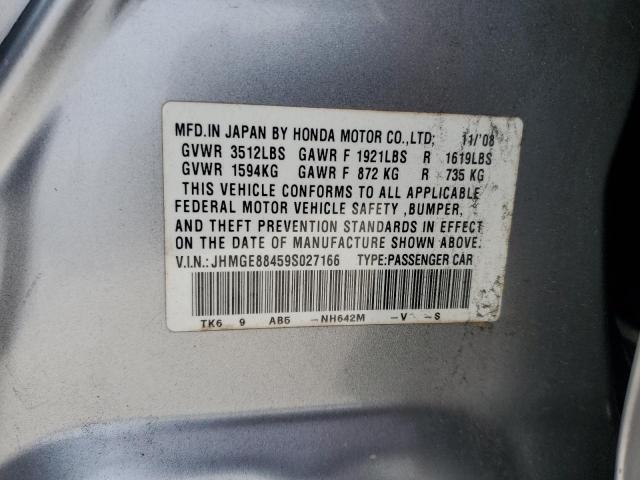 MFD.IN JAPAN BY HONDA MOTOR CO.,LTD; 11/'08
GVWR 3512LBS GAWR F 1921LBS R 1619LBS
GVWR 1594KG GAWR F 872 KG R 735 KG
THIS VEHICLE CONFORMS TO ALL APPLICABLE
FEDERAL MOTOR VEHICLE SAFETY ,BUMPER,
AND THEFT PREVENTION STANDARDS IN EFFECT
ON THE DATE OF MANUFACTURE SHOWN ABOVE.
V.I.N.: JHMGE88459S027166 TYPE:PASSENGER CAR
TK6 9 AB5 -NH642M -V -S